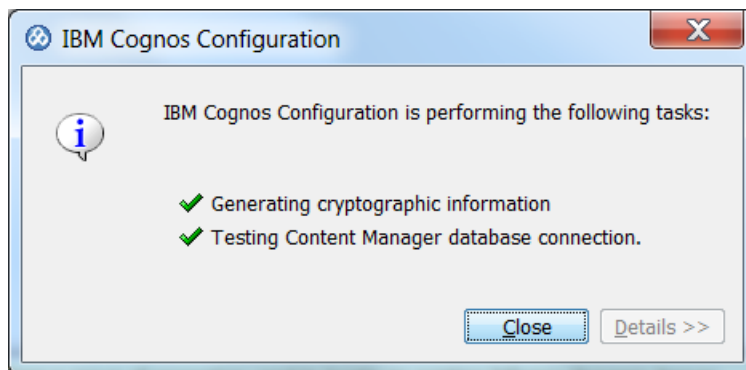 IBM Cognos Configuration
X
IBM Cognos Configuration is performing the following tasks:
i
Generating cryptographic information
Testing Content Manager database connection.
Close
Details >>